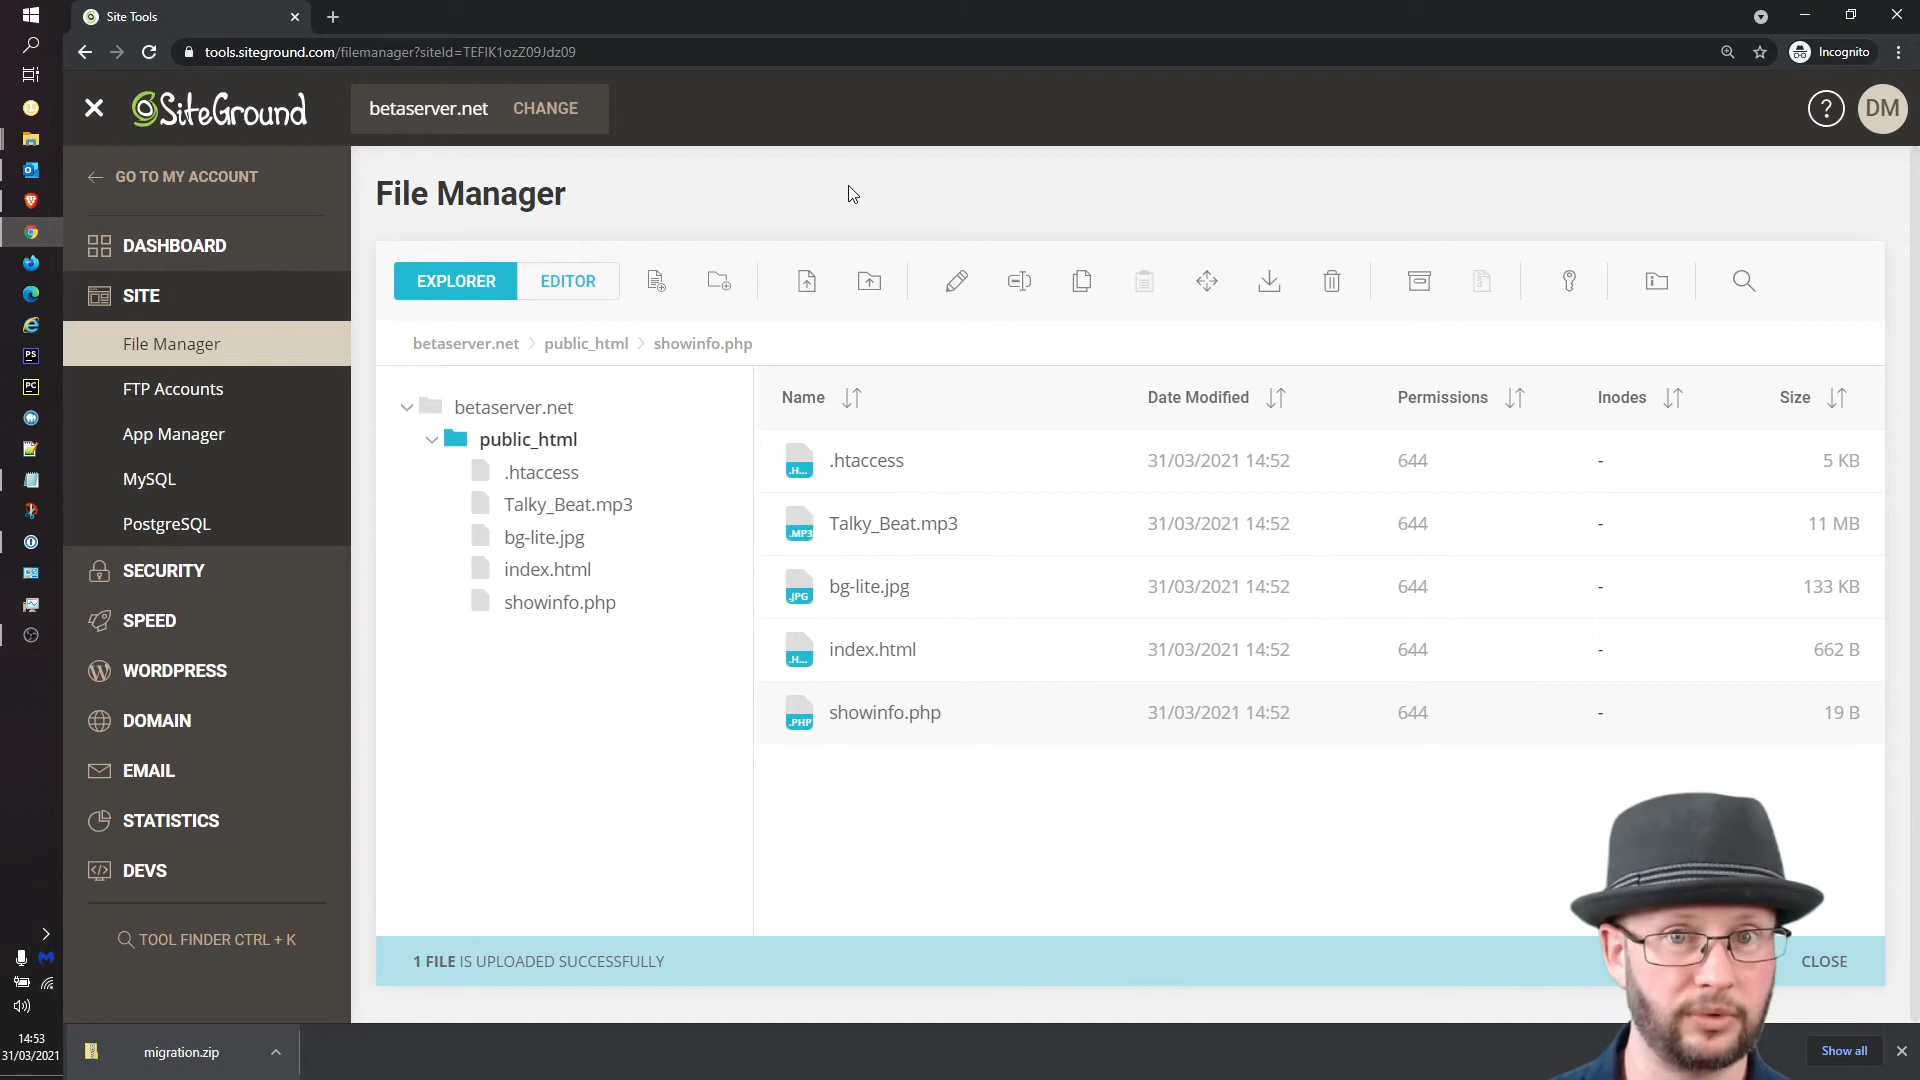 Site Tools
tools.siteground.com/filemanager?siteId=TEFlK1ozZ09Jdz09
Incognito
SiteGround
betaserver.net CHANGE
? DM
GO TO MY ACCOUNT
DASHBOARD
SITE
File Manager
FTP Accounts
App Manager
MySQL
PostgreSQL
SECURITY
SPEED
WORDPRESS
DOMAIN
EMAIL
STATISTICS
DEVS
TOOL FINDER CTRL + K
File Manager
EXPLORER EDITOR
betaserver.net public_html showinfo.php
betaserver.net
public_html
.htaccess
Talky_Beat.mp3
bg-lite.jpg
index.html
showinfo.php
Name Date Modified Permissions Inodes Size
.H... .htaccess 31/03/2021 14:52 644 - 5 KB
.MP3 Talky_Beat.mp3 31/03/2021 14:52 644 - 11 MB
.JPG bg-lite.jpg 31/03/2021 14:52 644 - 133 KB
.H... index.html 31/03/2021 14:52 644 - 662 B
.PHP showinfo.php 31/03/2021 14:52 644 - 19 B
1 FILE IS UPLOADED SUCCESSFULLY CLOSE
PS
PC
14:53
31/03/2021
migration.zip
Show all